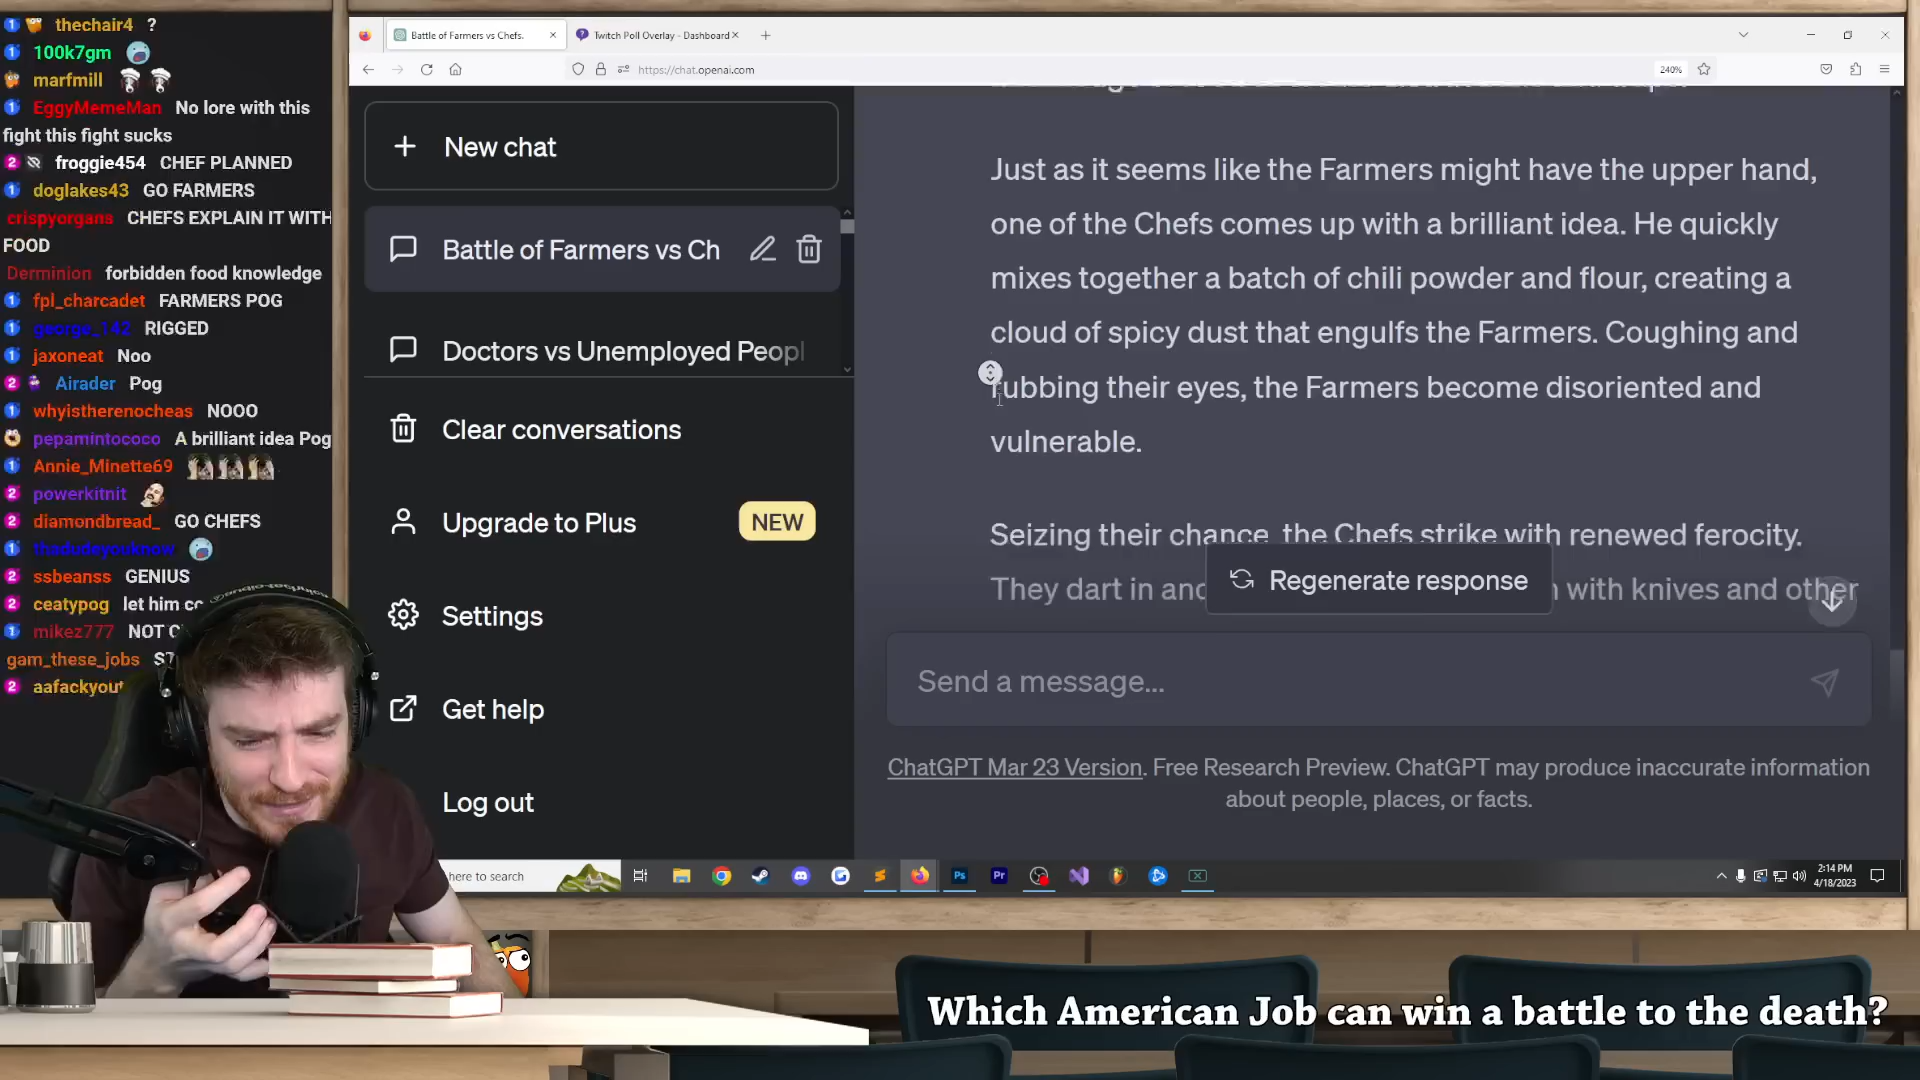 thechair4 ?
100k7gm
marfmill
EggyMemeMan No lore with this
fight this fight sucks
froggie454 CHEF PLANNED
doglakes43 GO FARMERS
crispyorgans CHEFS EXPLAIN IT WITH
FOOD
Derminion forbidden food knowledge
fpl_charcadet FARMERS POG
george_142 RIGGED
jaxoneat Noo
Airader Pog
whyistherenocheas NOOO
pepamintococo A brilliant idea Pog
Annie_Minette69
powerkitnit
diamondbread_ GO CHEFS
thadudeyouknow
ssbeanss GENIUS
ceatypog let him co
mikez777 NOT C
gam_these_jobs ST
aafackyout
Battle of Farmers vs Chefs.
Twitch Poll Overlay - Dashboard
https://chat.openai.com
240%
New chat
Battle of Farmers vs Ch
Doctors vs Unemployed Peopl
Clear conversations
Upgrade to Plus NEW
Settings
Get help
Log out
Just as it seems like the Farmers might have the upper hand,
one of the Chefs comes up with a brilliant idea. He quickly
mixes together a batch of chili powder and flour, creating a
cloud of spicy dust that engulfs the Farmers. Coughing and
rubbing their eyes, the Farmers become disoriented and
vulnerable.
Seizing their chance, the Chefs strike with renewed ferocity.
They dart in and with knives and other
Regenerate response
Send a message...
ChatGPT Mar 23 Version. Free Research Preview. ChatGPT may produce inaccurate information
about people, places, or facts.
here to search
Ps
Pr
2:14 PM
4/18/2023
Which American Job can win a battle to the death?